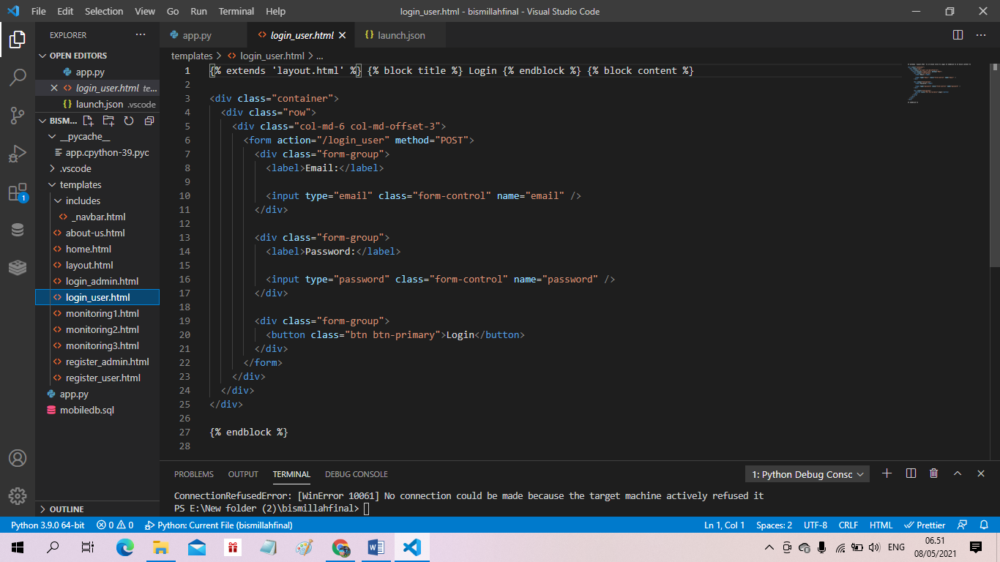 File Edit Selection View Go Run Terminal Help login_user.html - bismillahfinal - Visual Studio Code
EXPLORER
OPEN EDITORS
app.py
login_user.html te...
launch.json .vscode
BISM...
__pycache__
app.cpython-39.pyc
.vscode
templates
includes
_navbar.html
about-us.html
home.html
layout.html
login_admin.html
login_user.html
monitoring1.html
monitoring2.html
monitoring3.html
register_admin.html
register_user.html
app.py
mobiledb.sql
OUTLINE
1
app.py login_user.html launch.json
templates > login_user.html > ...
1 {% extends 'layout.html' %} {% block title %} Login {% endblock %} {% block content %}
2
3 <div class="container">
4 <div class="row">
5 <div class="col-md-6 col-md-offset-3">
6 <form action="/login_user" method="POST">
7 <div class="form-group">
8 <label>Email:</label>
9
10 <input type="email" class="form-control" name="email" />
11 </div>
12
13 <div class="form-group">
14 <label>Password:</label>
15
16 <input type="password" class="form-control" name="password" />
17 </div>
18
19 <div class="form-group">
20 <button class="btn btn-primary">Login</button>
21 </div>
22 </form>
23 </div>
24 </div>
25 </div>
26
27 {% endblock %}
28
PROBLEMS OUTPUT TERMINAL DEBUG CONSOLE 1: Python Debug Consc
ConnectionRefusedError: [WinError 10061] No connection could be made because the target machine actively refused it
PS E:\New folder (2)\bismillahfinal>
Python 3.9.0 64-bit 0 0 Python: Current File (bismillahfinal) Ln 1, Col 1 Spaces: 2 UTF-8 CRLF HTML Prettier
ENG 06.51
08/05/2021